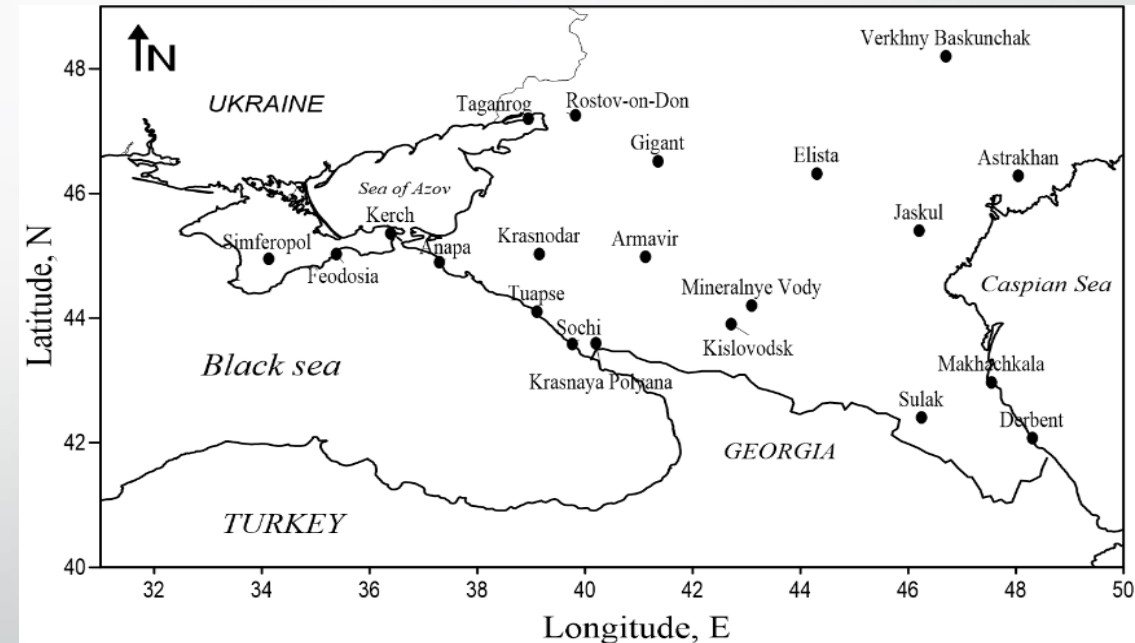 N
Verkhny Baskunchak
48
UKRAINE
Taganrog
Rostov-on-Don
Gigant
Elista
Astrakhan
46
Sea of Azov
Kerch
Jaskul
Simferopol
Feodosia
Anapa
Krasnodar
Armavir
Latitude, N
Mineralnye Vody
Caspian Sea
Tuapse
44
Sochi
Kislovodsk
Black sea
Krasnaya Polyana
Makhachkala
Sulak
Derbent
42
GEORGIA
TURKEY
40
32 34 36 38 40 42 44 46 48 50
Longitude, E